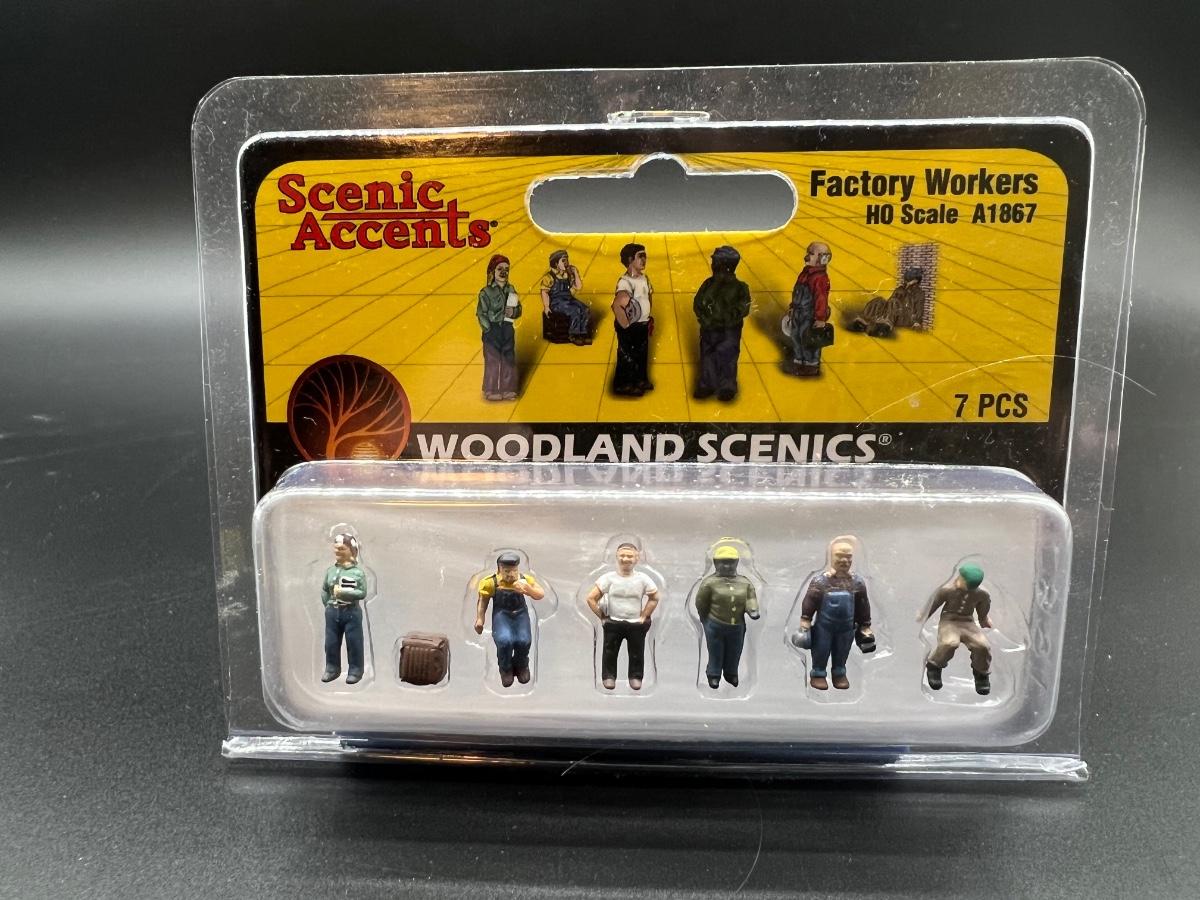 Scenic
Accents®
Factory Workers
HO Scale A1867
7 PCS
WOODLAND SCENICS®